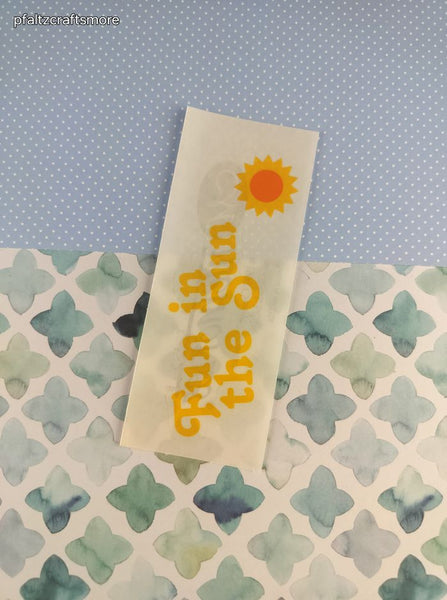 pfaltzcraftsmore
Fun in
the Sun